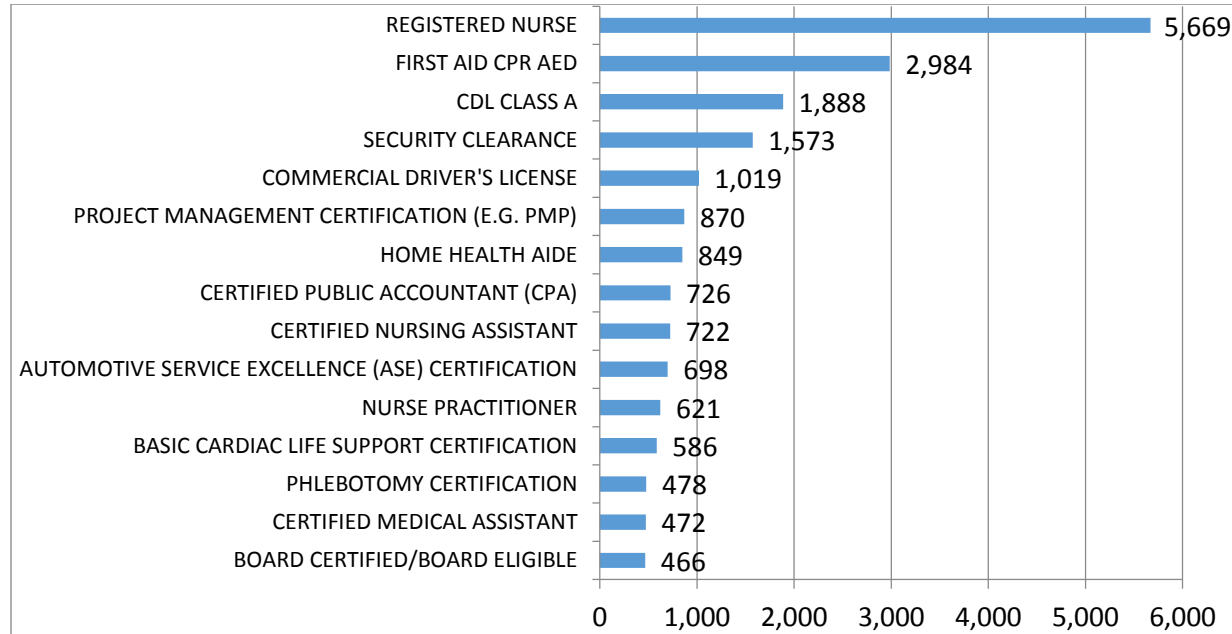 REGISTERED NURSE 5,669
FIRST AID CPR AED 2,984
CDL CLASS A 1,888
SECURITY CLEARANCE 1,573
COMMERCIAL DRIVER'S LICENSE 1,019
PROJECT MANAGEMENT CERTIFICATION (E.G. PMP) 870
HOME HEALTH AIDE 849
CERTIFIED PUBLIC ACCOUNTANT (CPA) 726
CERTIFIED NURSING ASSISTANT 722
AUTOMOTIVE SERVICE EXCELLENCE (ASE) CERTIFICATION 698
NURSE PRACTITIONER 621
BASIC CARDIAC LIFE SUPPORT CERTIFICATION 586
PHLEBOTOMY CERTIFICATION 478
CERTIFIED MEDICAL ASSISTANT 472
BOARD CERTIFIED/BOARD ELIGIBLE 466
0 1,000 2,000 3,000 4,000 5,000 6,000